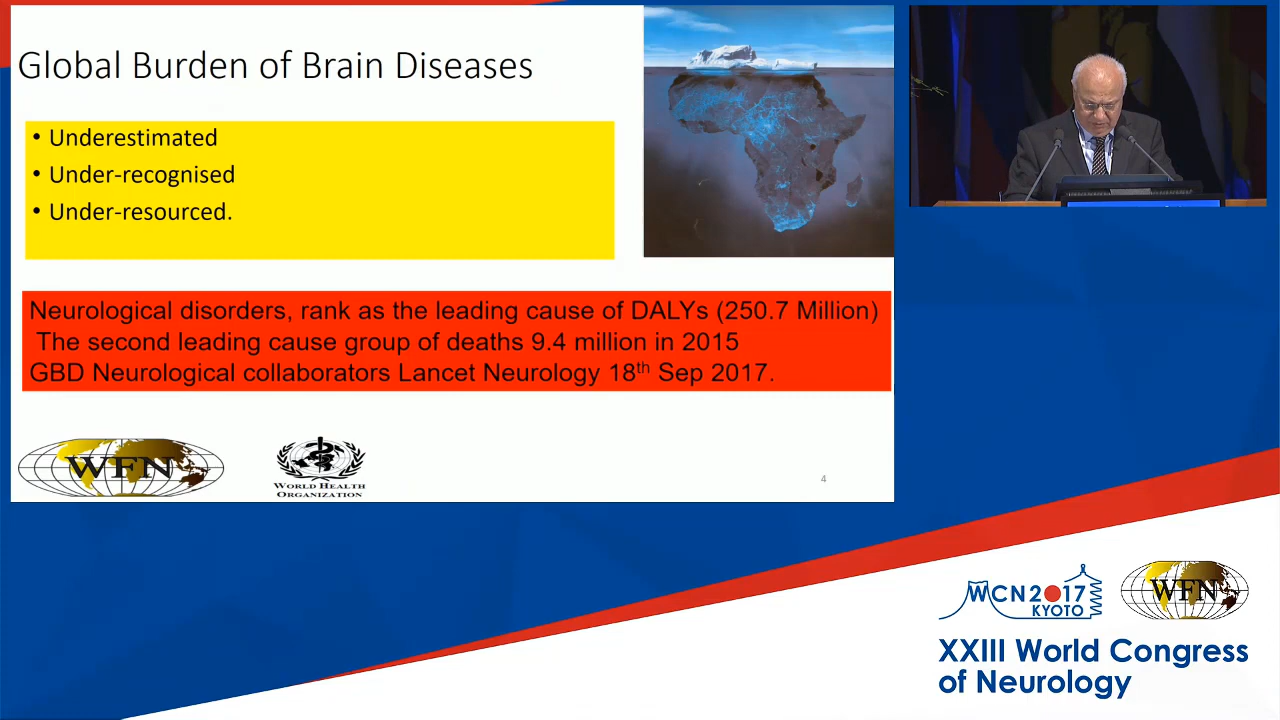 Global Burden of Brain Diseases
• Underestimated
• Under-recognised
• Under-resourced.
Neurological disorders, rank as the leading cause of DALYs (250.7 Million)
The second leading cause group of deaths 9.4 million in 2015
GBD Neurological collaborators Lancet Neurology 18th Sep 2017.
WFN
WORLD HEALTH
ORGANIZATION
4
WCN2017
KYOTO
WFN
XXIII World Congress
of Neurology